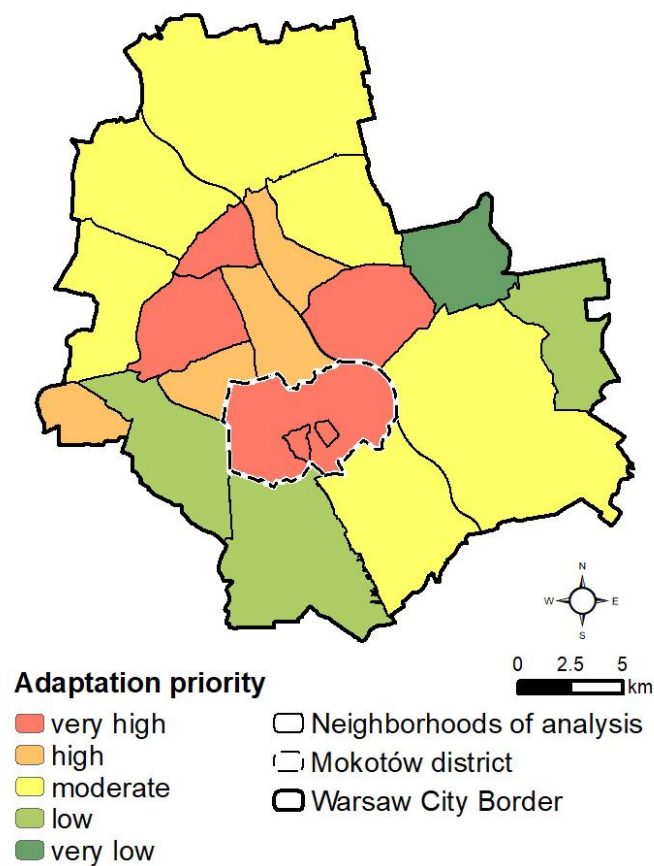 N
W E
S
0 2.5 5
km
Adaptation priority
very high
high
moderate
low
very low
Neighborhoods of analysis
Mokotów district
Warsaw City Border